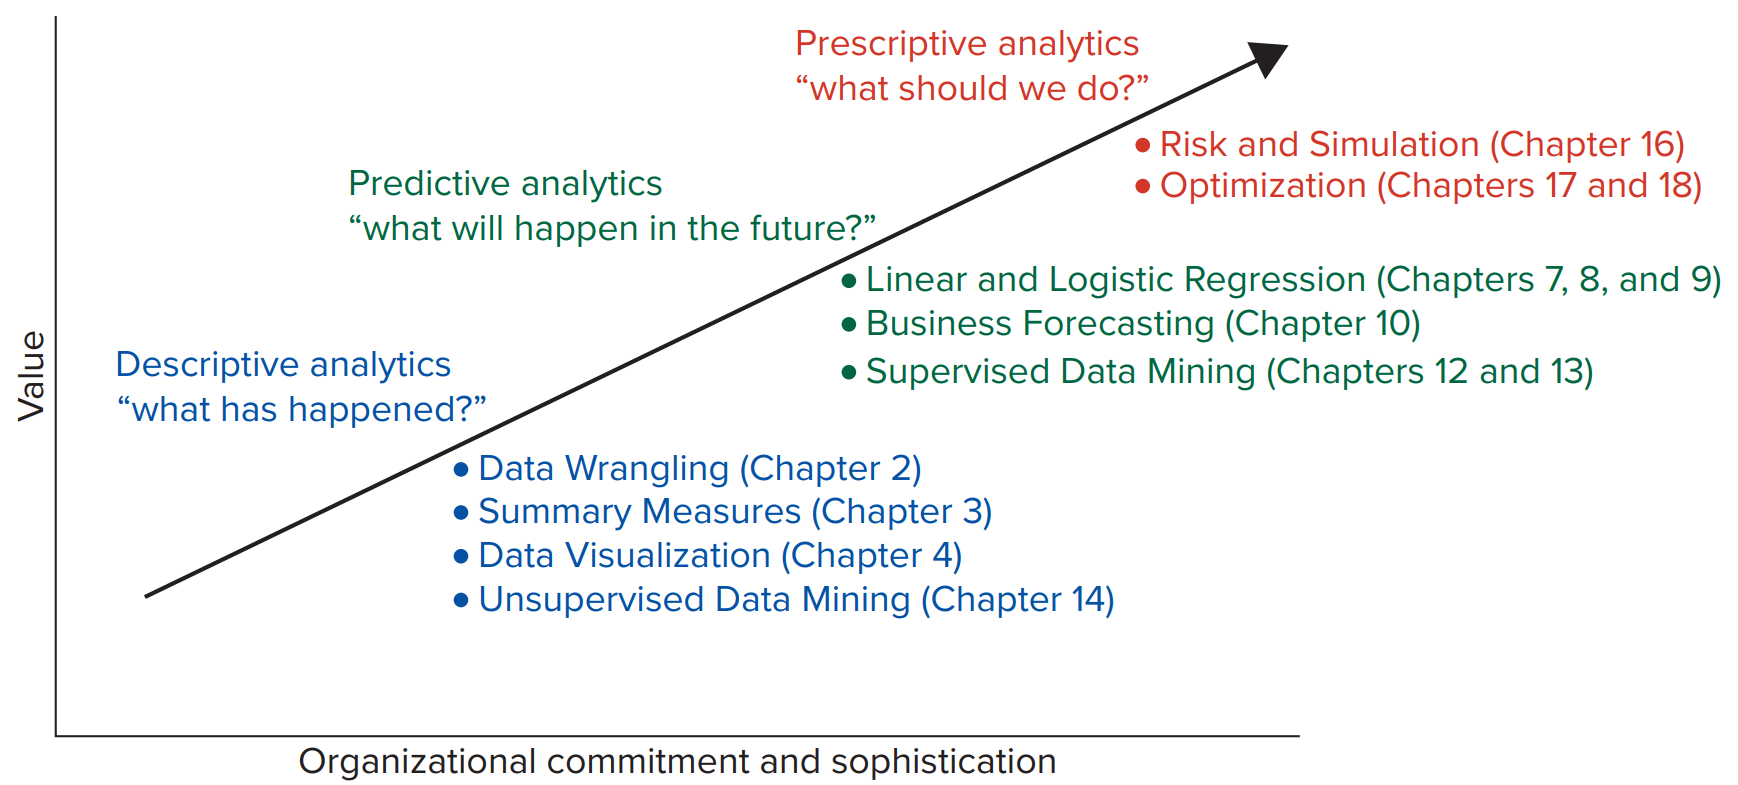 Prescriptive analytics
“what should we do?”
• Risk and Simulation (Chapter 16)
• Optimization (Chapters 17 and 18)
Predictive analytics
“what will happen in the future?”
• Linear and Logistic Regression (Chapters 7, 8, and 9)
• Business Forecasting (Chapter 10)
• Supervised Data Mining (Chapters 12 and 13)
Descriptive analytics
“what has happened?”
• Data Wrangling (Chapter 2)
• Summary Measures (Chapter 3)
• Data Visualization (Chapter 4)
• Unsupervised Data Mining (Chapter 14)
Value
Organizational commitment and sophistication